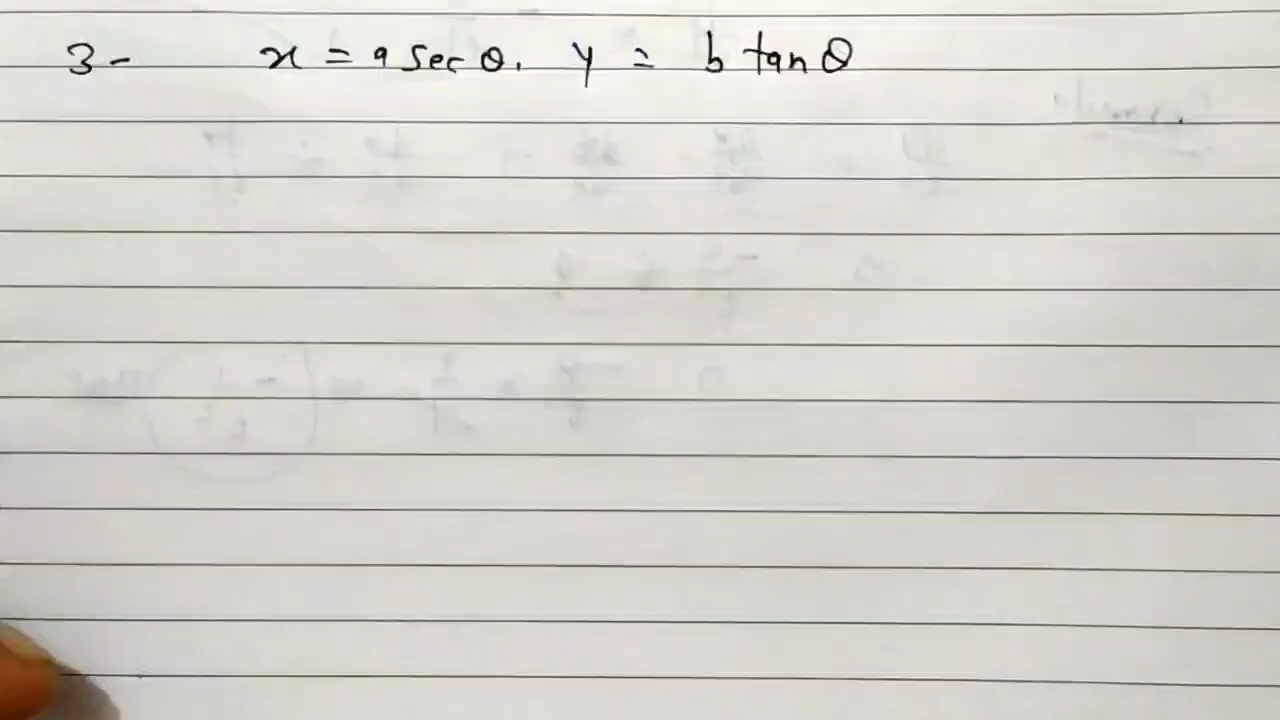 3- x = a sec θ, y = b tan θ